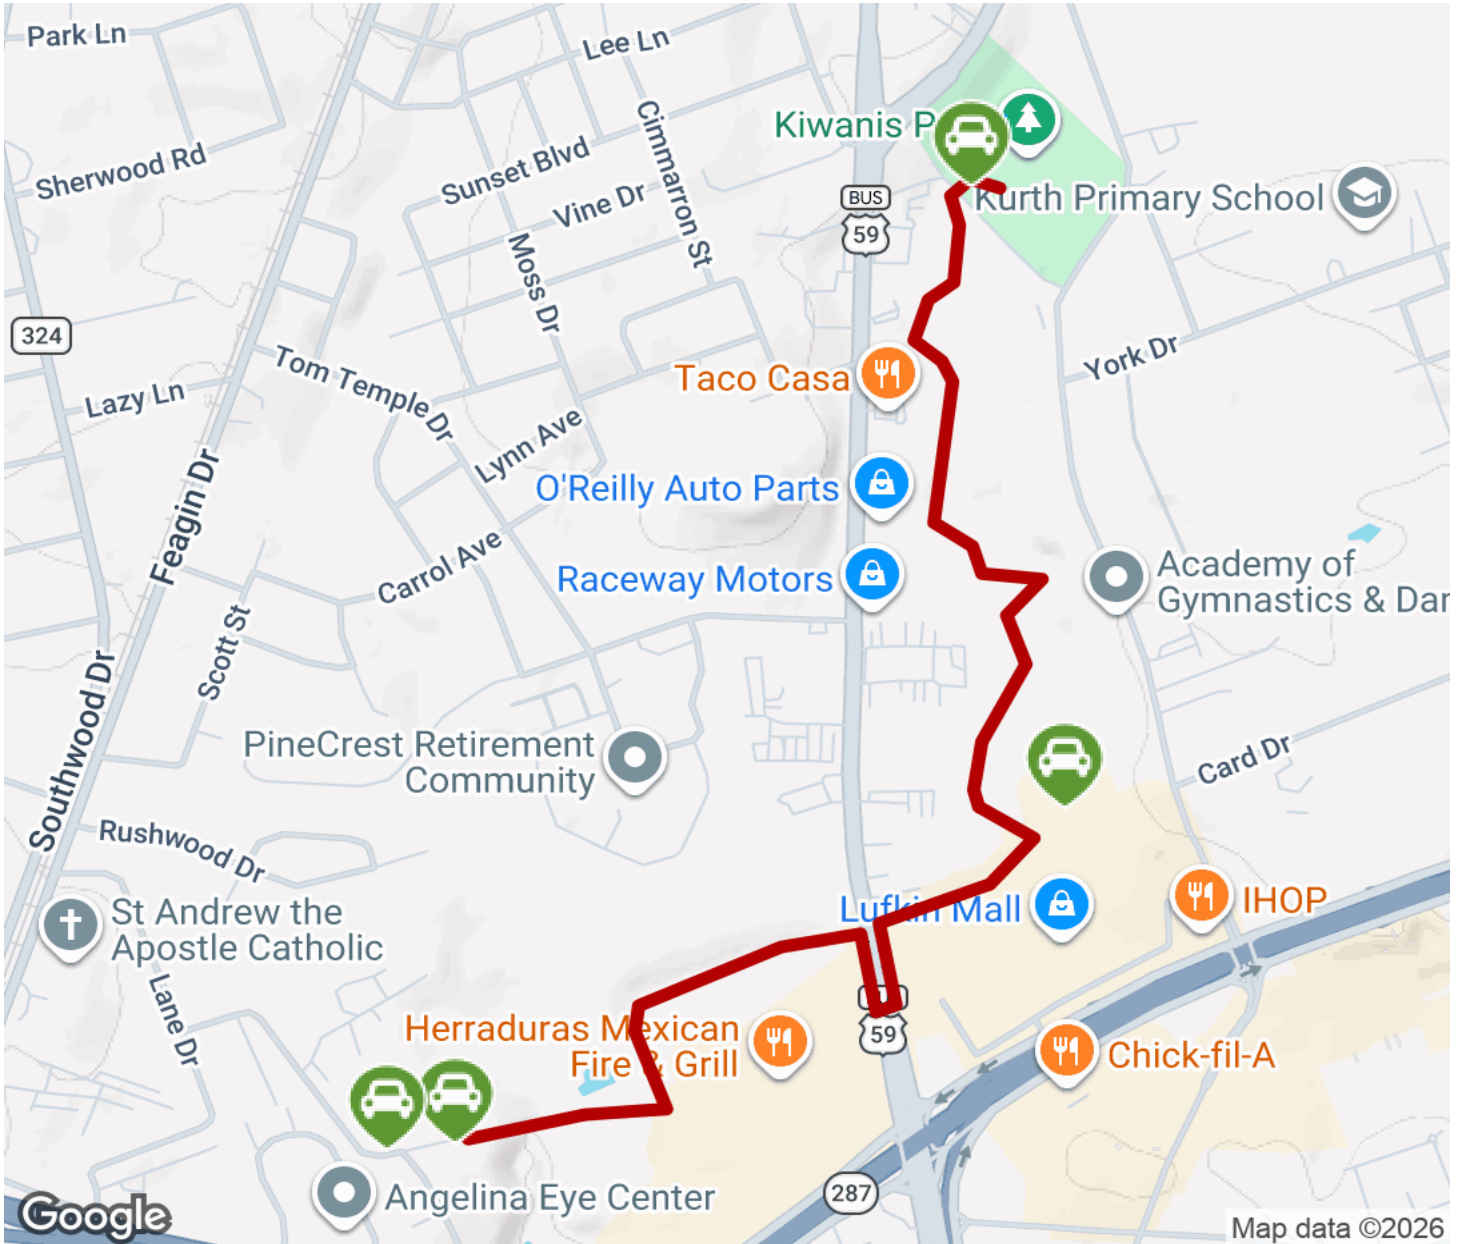 Park Ln
Lee Ln
Cimmarron St
Kiwanis P
Sherwood Rd
Sunset Blvd
Vine Dr
Kurth Primary School
BUS
59
Moss Dr
324
Tom Temple Dr
York Dr
Lazy Ln
Taco Casa
Lynn Ave
Feagin Dr
O'Reilly Auto Parts
Carrol Ave
Raceway Motors
Academy of
Gymnastics & Dar
Scott St
Southwood Dr
PineCrest Retirement
Community
Card Dr
Rushwood Dr
St Andrew the
Apostle Catholic
Lufkin Mall
IHOP
Lane Dr
59
Herraduras Mexican
Fire & Grill
Chick-fil-A
287
Angelina Eye Center
Google
Map data ©2026